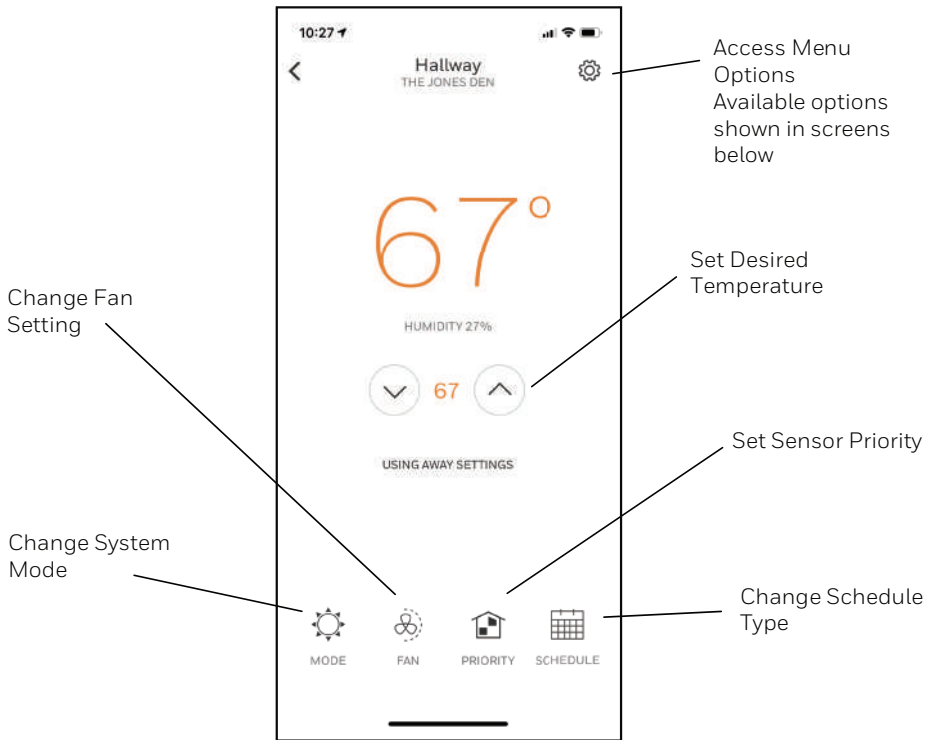 10:27
Hallway
THE JONES DEN
Access Menu
Options
Available options
shown in screens
below
67°
Set Desired
Temperature
Change Fan
Setting
HUMIDITY 27%
67
Set Sensor Priority
USING AWAY SETTINGS
Change System
Mode
Change Schedule
Type
MODE
FAN
PRIORITY
SCHEDULE